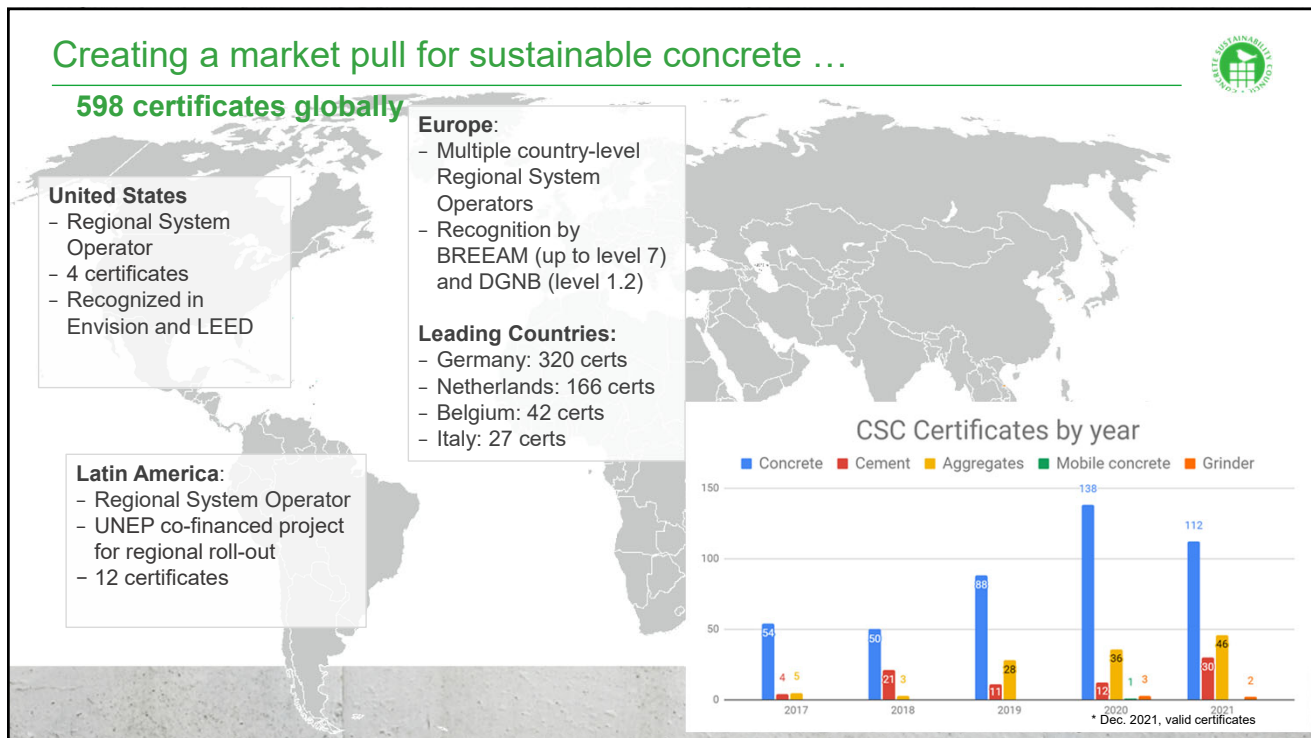 Creating a market pull for sustainable concrete …
CONCRETE SUSTAINABILITY COUNCIL
598 certificates globally
United States
- Regional System
Operator
- 4 certificates
- Recognized in
Envision and LEED
Europe:
- Multiple country-level
Regional System
Operators
- Recognition by
BREEAM (up to level 7)
and DGNB (level 1.2)
Leading Countries:
- Germany: 320 certs
- Netherlands: 166 certs
- Belgium: 42 certs
- Italy: 27 certs
Latin America:
- Regional System Operator
- UNEP co-financed project
for regional roll-out
- 12 certificates
CSC Certificates by year
Concrete Cement Aggregates Mobile concrete Grinder
150
100
50
0
54 4 5
50 21 3
88 11 28
138 12 36 1 3
112 30 46 2
2017 2018 2019 2020 2021
* Dec. 2021, valid certificates